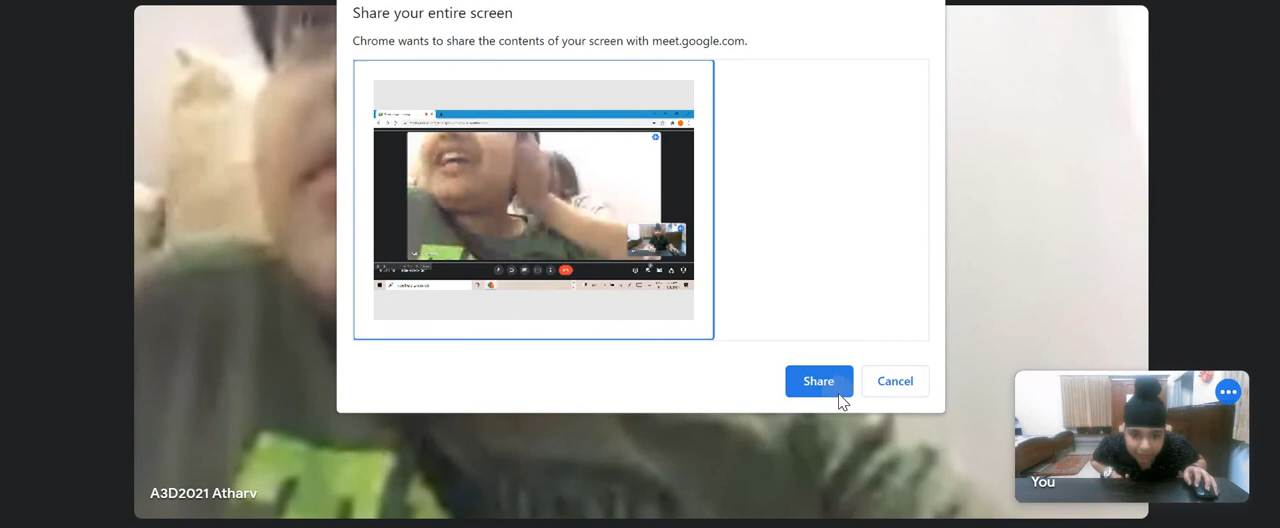 Share your entire screen
Chrome wants to share the contents of your screen with meet.google.com.
Share
Cancel
You
A3D2021 Atharv